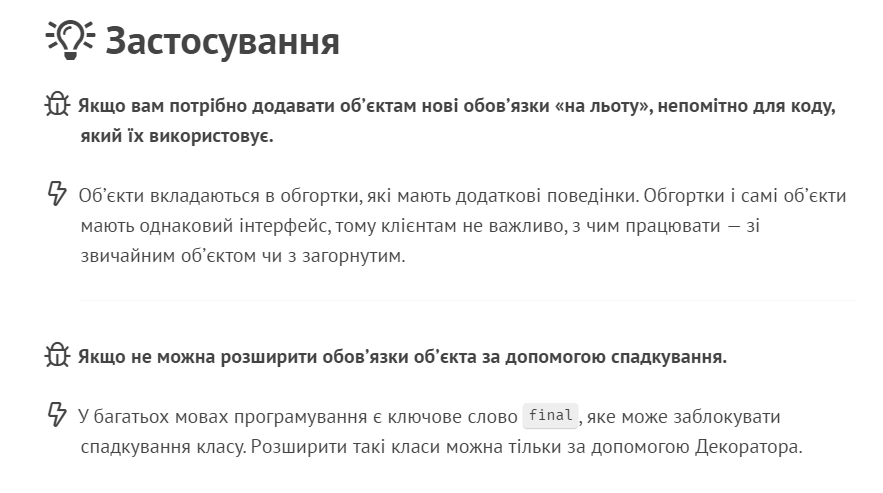 Застосування
Якщо вам потрібно додавати об’єктам нові обов’язки «на льоту», непомітно для коду,
який їх використовує.
Об’єкти вкладаються в обгортки, які мають додаткові поведінки. Обгортки і самі об’єкти
мають однаковий інтерфейс, тому клієнтам не важливо, з чим працювати — зі
звичайним об’єктом чи з загорнутим.
Якщо не можна розширити обов’язки об’єкта за допомогою спадкування.
У багатьох мовах програмування є ключове слово final, яке може заблокувати
спадкування класу. Розширити такі класи можна тільки за допомогою Декоратора.